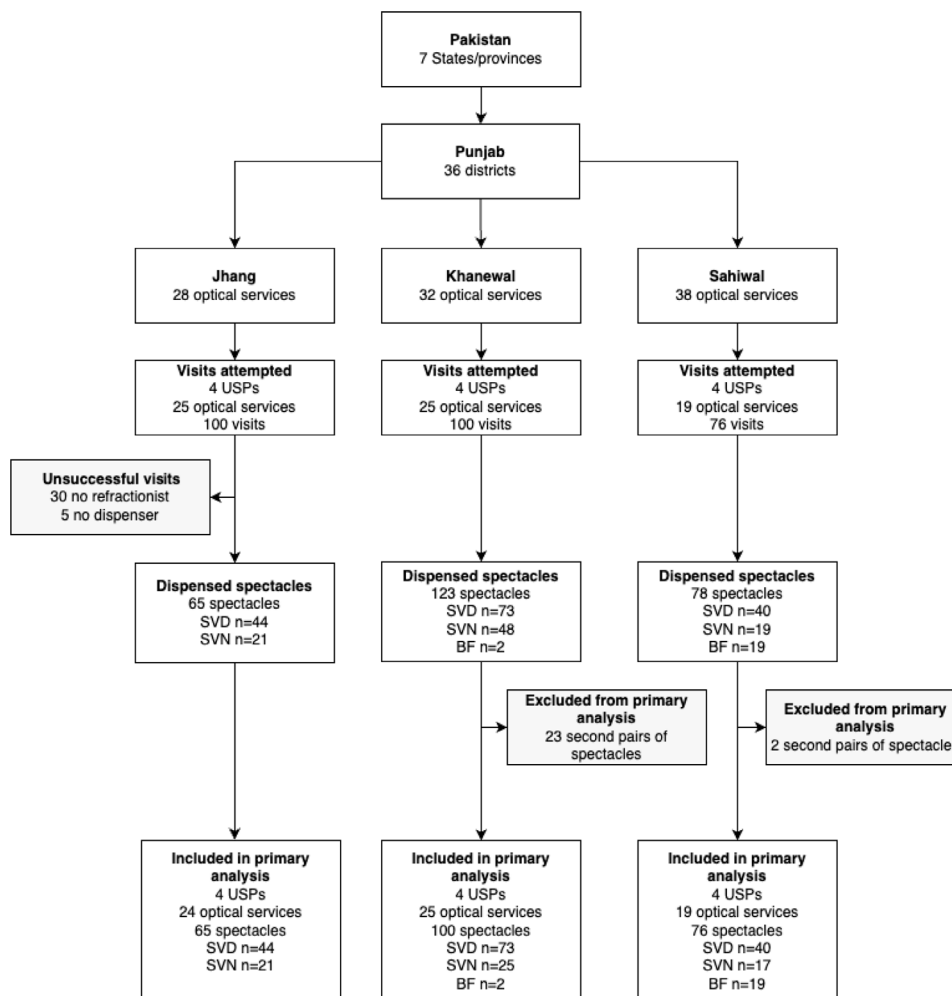 Pakistan
7 States/provinces
Punjab
36 districts
Jhang
28 optical services
Khanewal
32 optical services
Sahiwal
38 optical services
Visits attempted
4 USPs
25 optical services
100 visits
Visits attempted
4 USPs
25 optical services
100 visits
Visits attempted
4 USPs
19 optical services
76 visits
Unsuccessful visits
30 no refractionist
5 no dispenser
Dispensed spectacles
65 spectacles
SVD n=44
SVN n=21
Dispensed spectacles
123 spectacles
SVD n=73
SVN n=48
BF n=2
Dispensed spectacles
78 spectacles
SVD n=40
SVN n=19
BF n=19
Excluded from primary
analysis
23 second pairs of
spectacles
Excluded from primary
analysis
2 second pairs of spectacle
Included in primary
analysis
4 USPs
24 optical services
65 spectacles
SVD n=44
SVN n=21
Included in primary
analysis
4 USPs
25 optical services
100 spectacles
SVD n=73
SVN n=25
BF n=2
Included in primary
analysis
4 USPs
19 optical services
76 spectacles
SVD n=40
SVN n=17
BF n=19